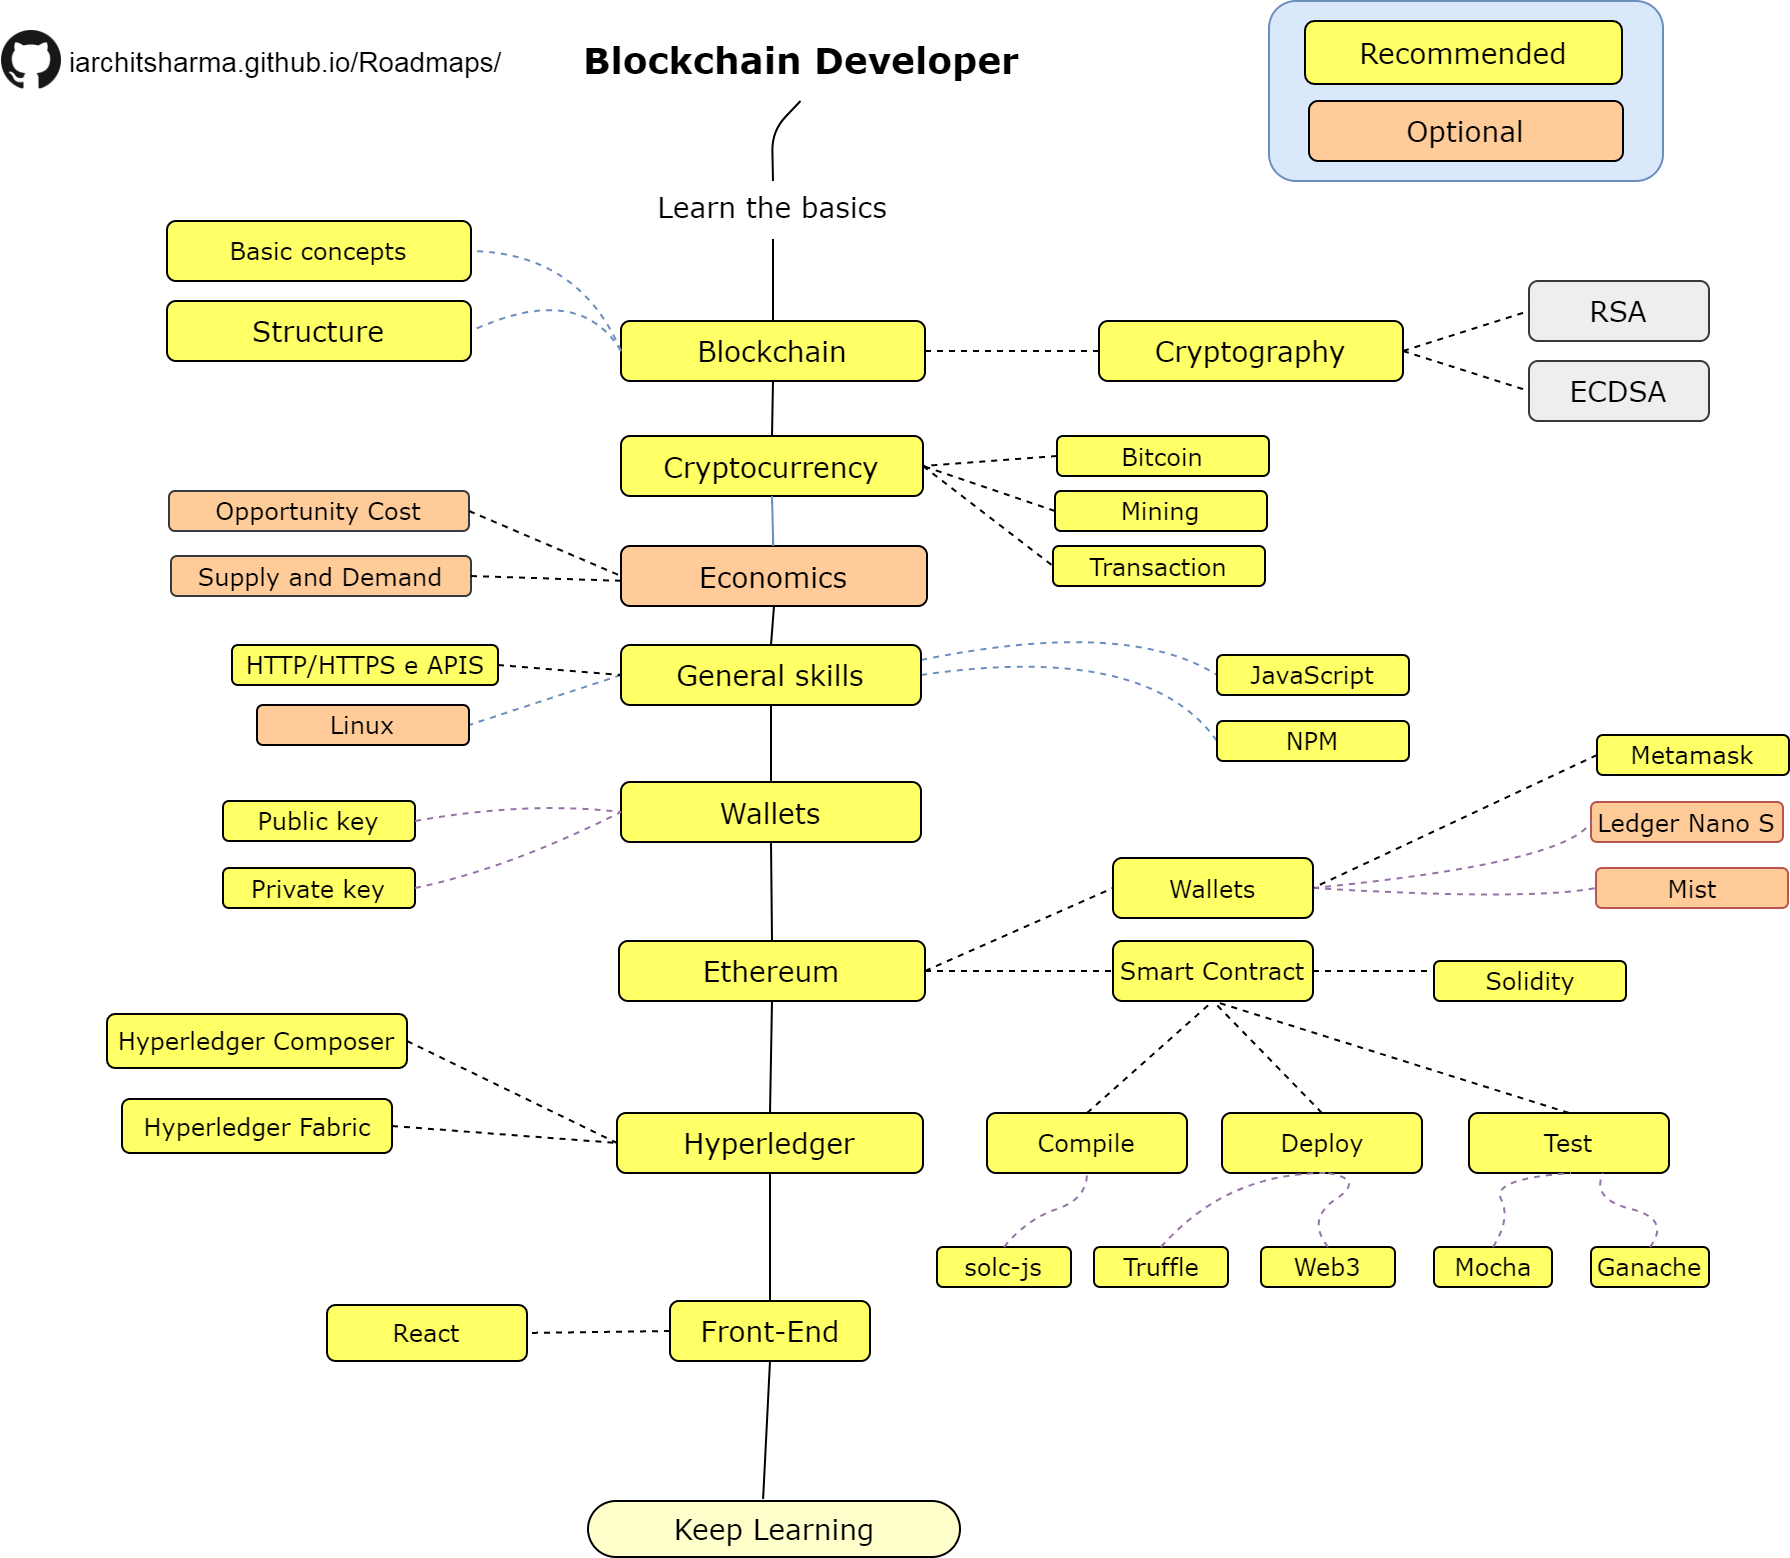 iarchitsharma.github.io/Roadmaps/
Blockchain Developer
Recommended
Optional
Learn the basics
Basic concepts
Structure
Blockchain
Cryptography
RSA
ECDSA
Cryptocurrency
Bitcoin
Mining
Transaction
Opportunity Cost
Supply and Demand
Economics
HTTP/HTTPS e APIS
Linux
General skills
JavaScript
NPM
Public key
Private key
Wallets
Metamask
Ledger Nano S
Mist
Wallets
Ethereum
Smart Contract
Solidity
Hyperledger Composer
Hyperledger Fabric
Hyperledger
Compile
Deploy
Test
solc-js
Truffle
Web3
Mocha
Ganache
React
Front-End
Keep Learning